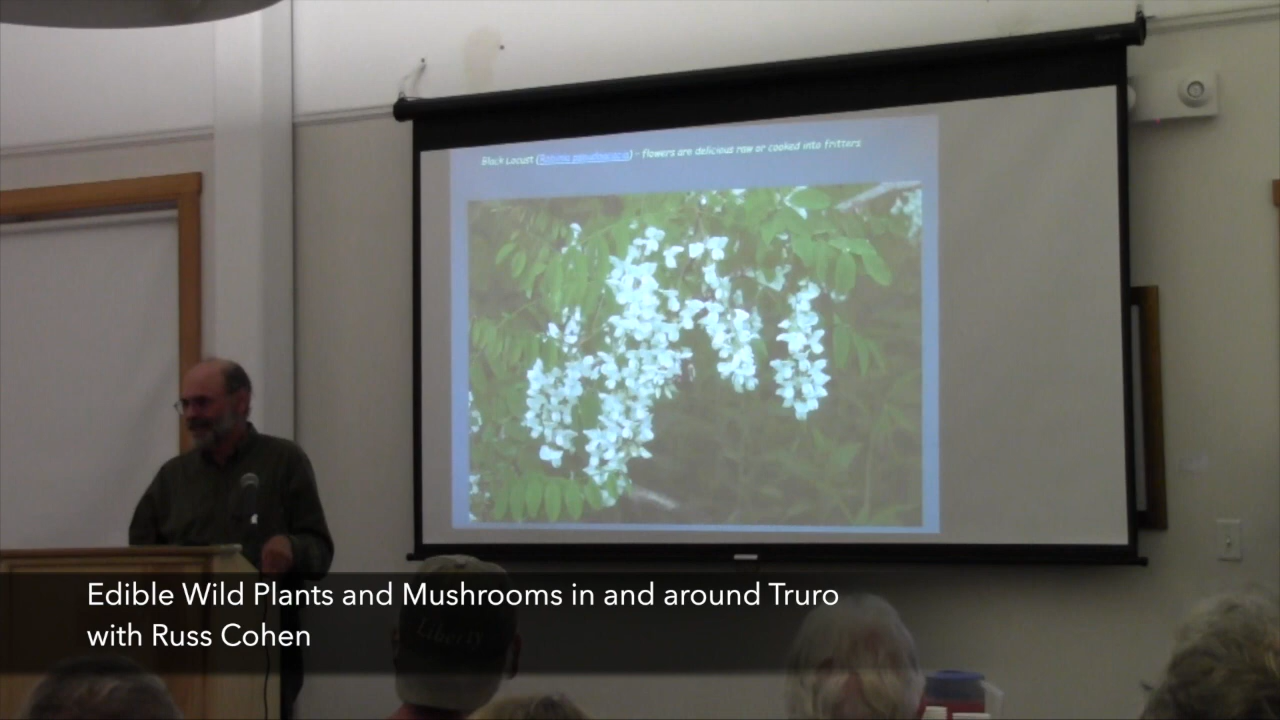 Black Locust (Robinia pseudoacacia) - flowers are delicious raw or cooked into fritters
Edible Wild Plants and Mushrooms in and around Truro
with Russ Cohen
Liberty